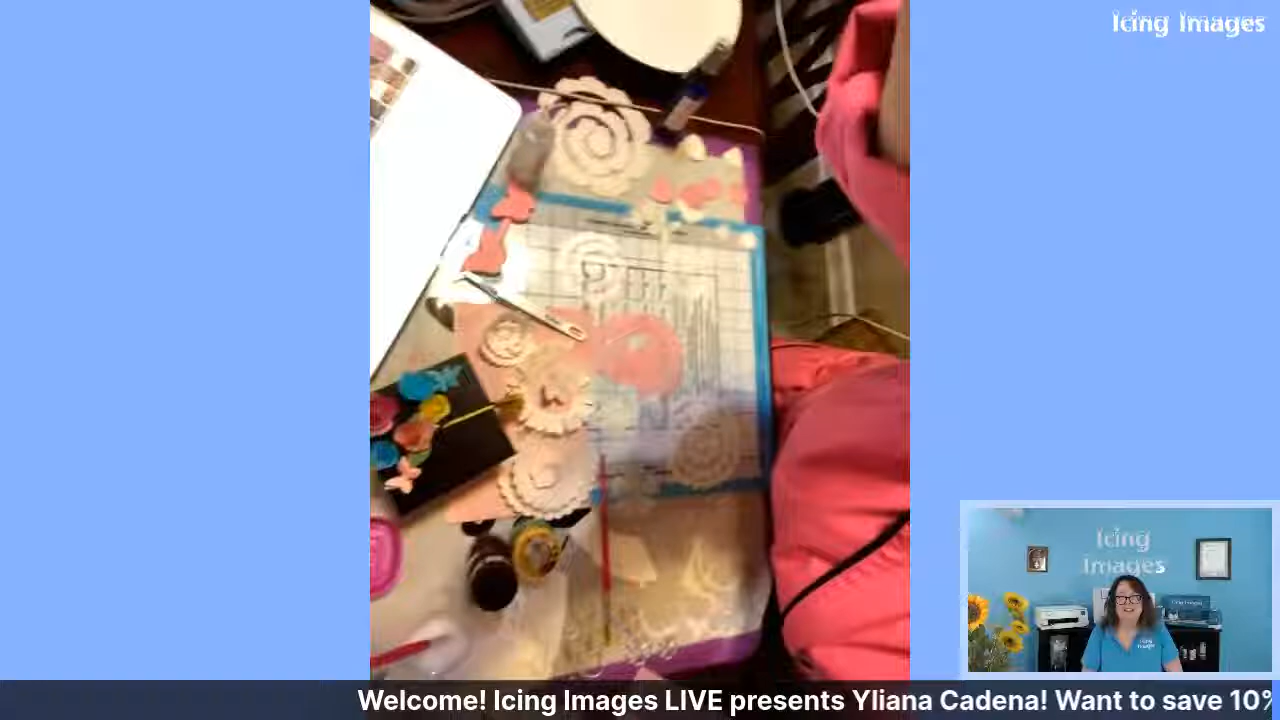 Icing Images
Icing
Images
Welcome! Icing Images LIVE presents Yliana Cadena! Want to save 10%